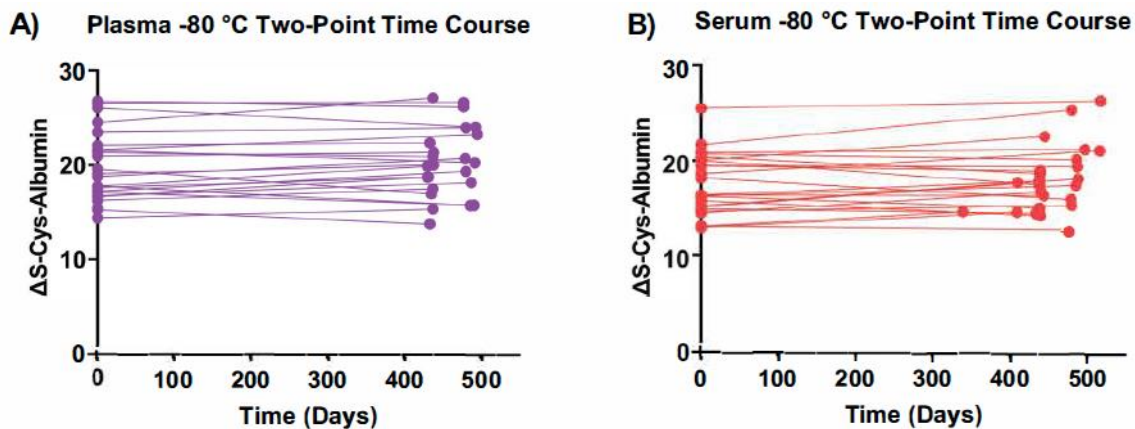 A) Plasma -80 °C Two-Point Time Course
30
20
10
0
ΔS-Cys-Albumin
0 100 200 300 400 500
Time (Days)
B) Serum -80 °C Two-Point Time Course
30
20
10
0
ΔS-Cys-Albumin
0 100 200 300 400 500
Time (Days)